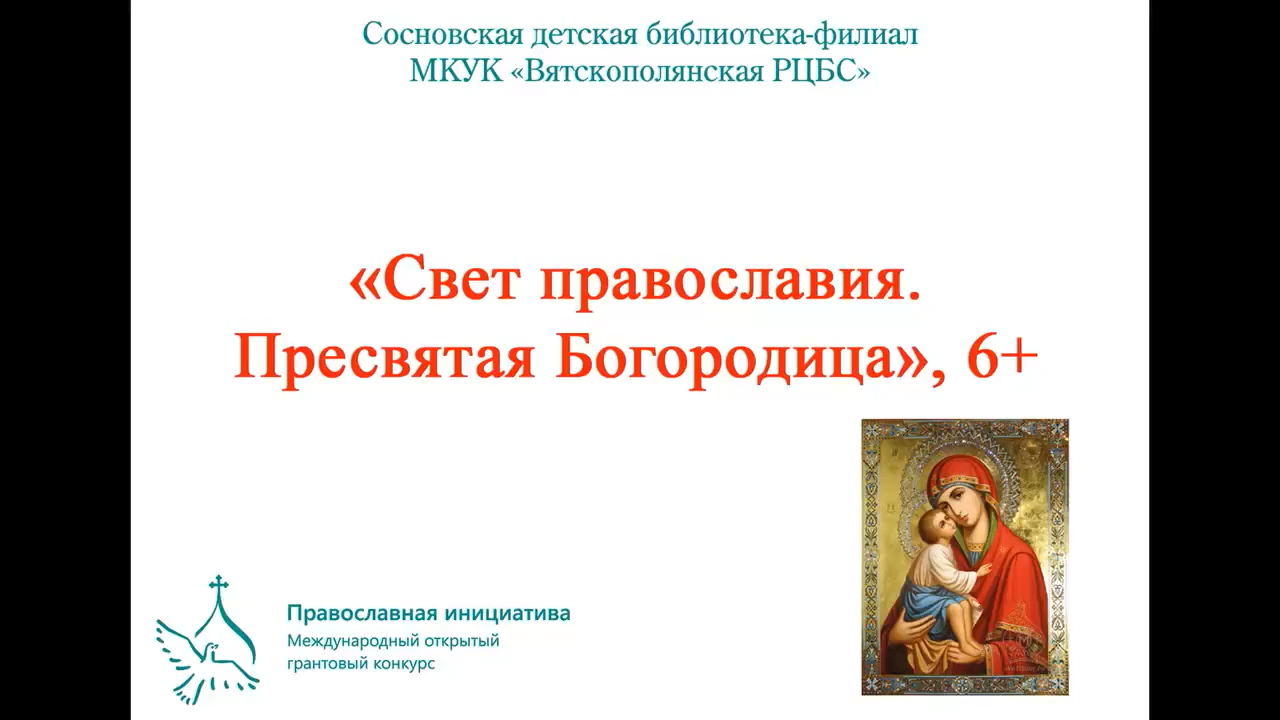 Сосновская детская библиотека-филиал
МКУК «Вятскополянская РЦБС»
«Свет православия.
Пресвятая Богородица», 6+
Православная инициатива
Международный открытый
грантовый конкурс